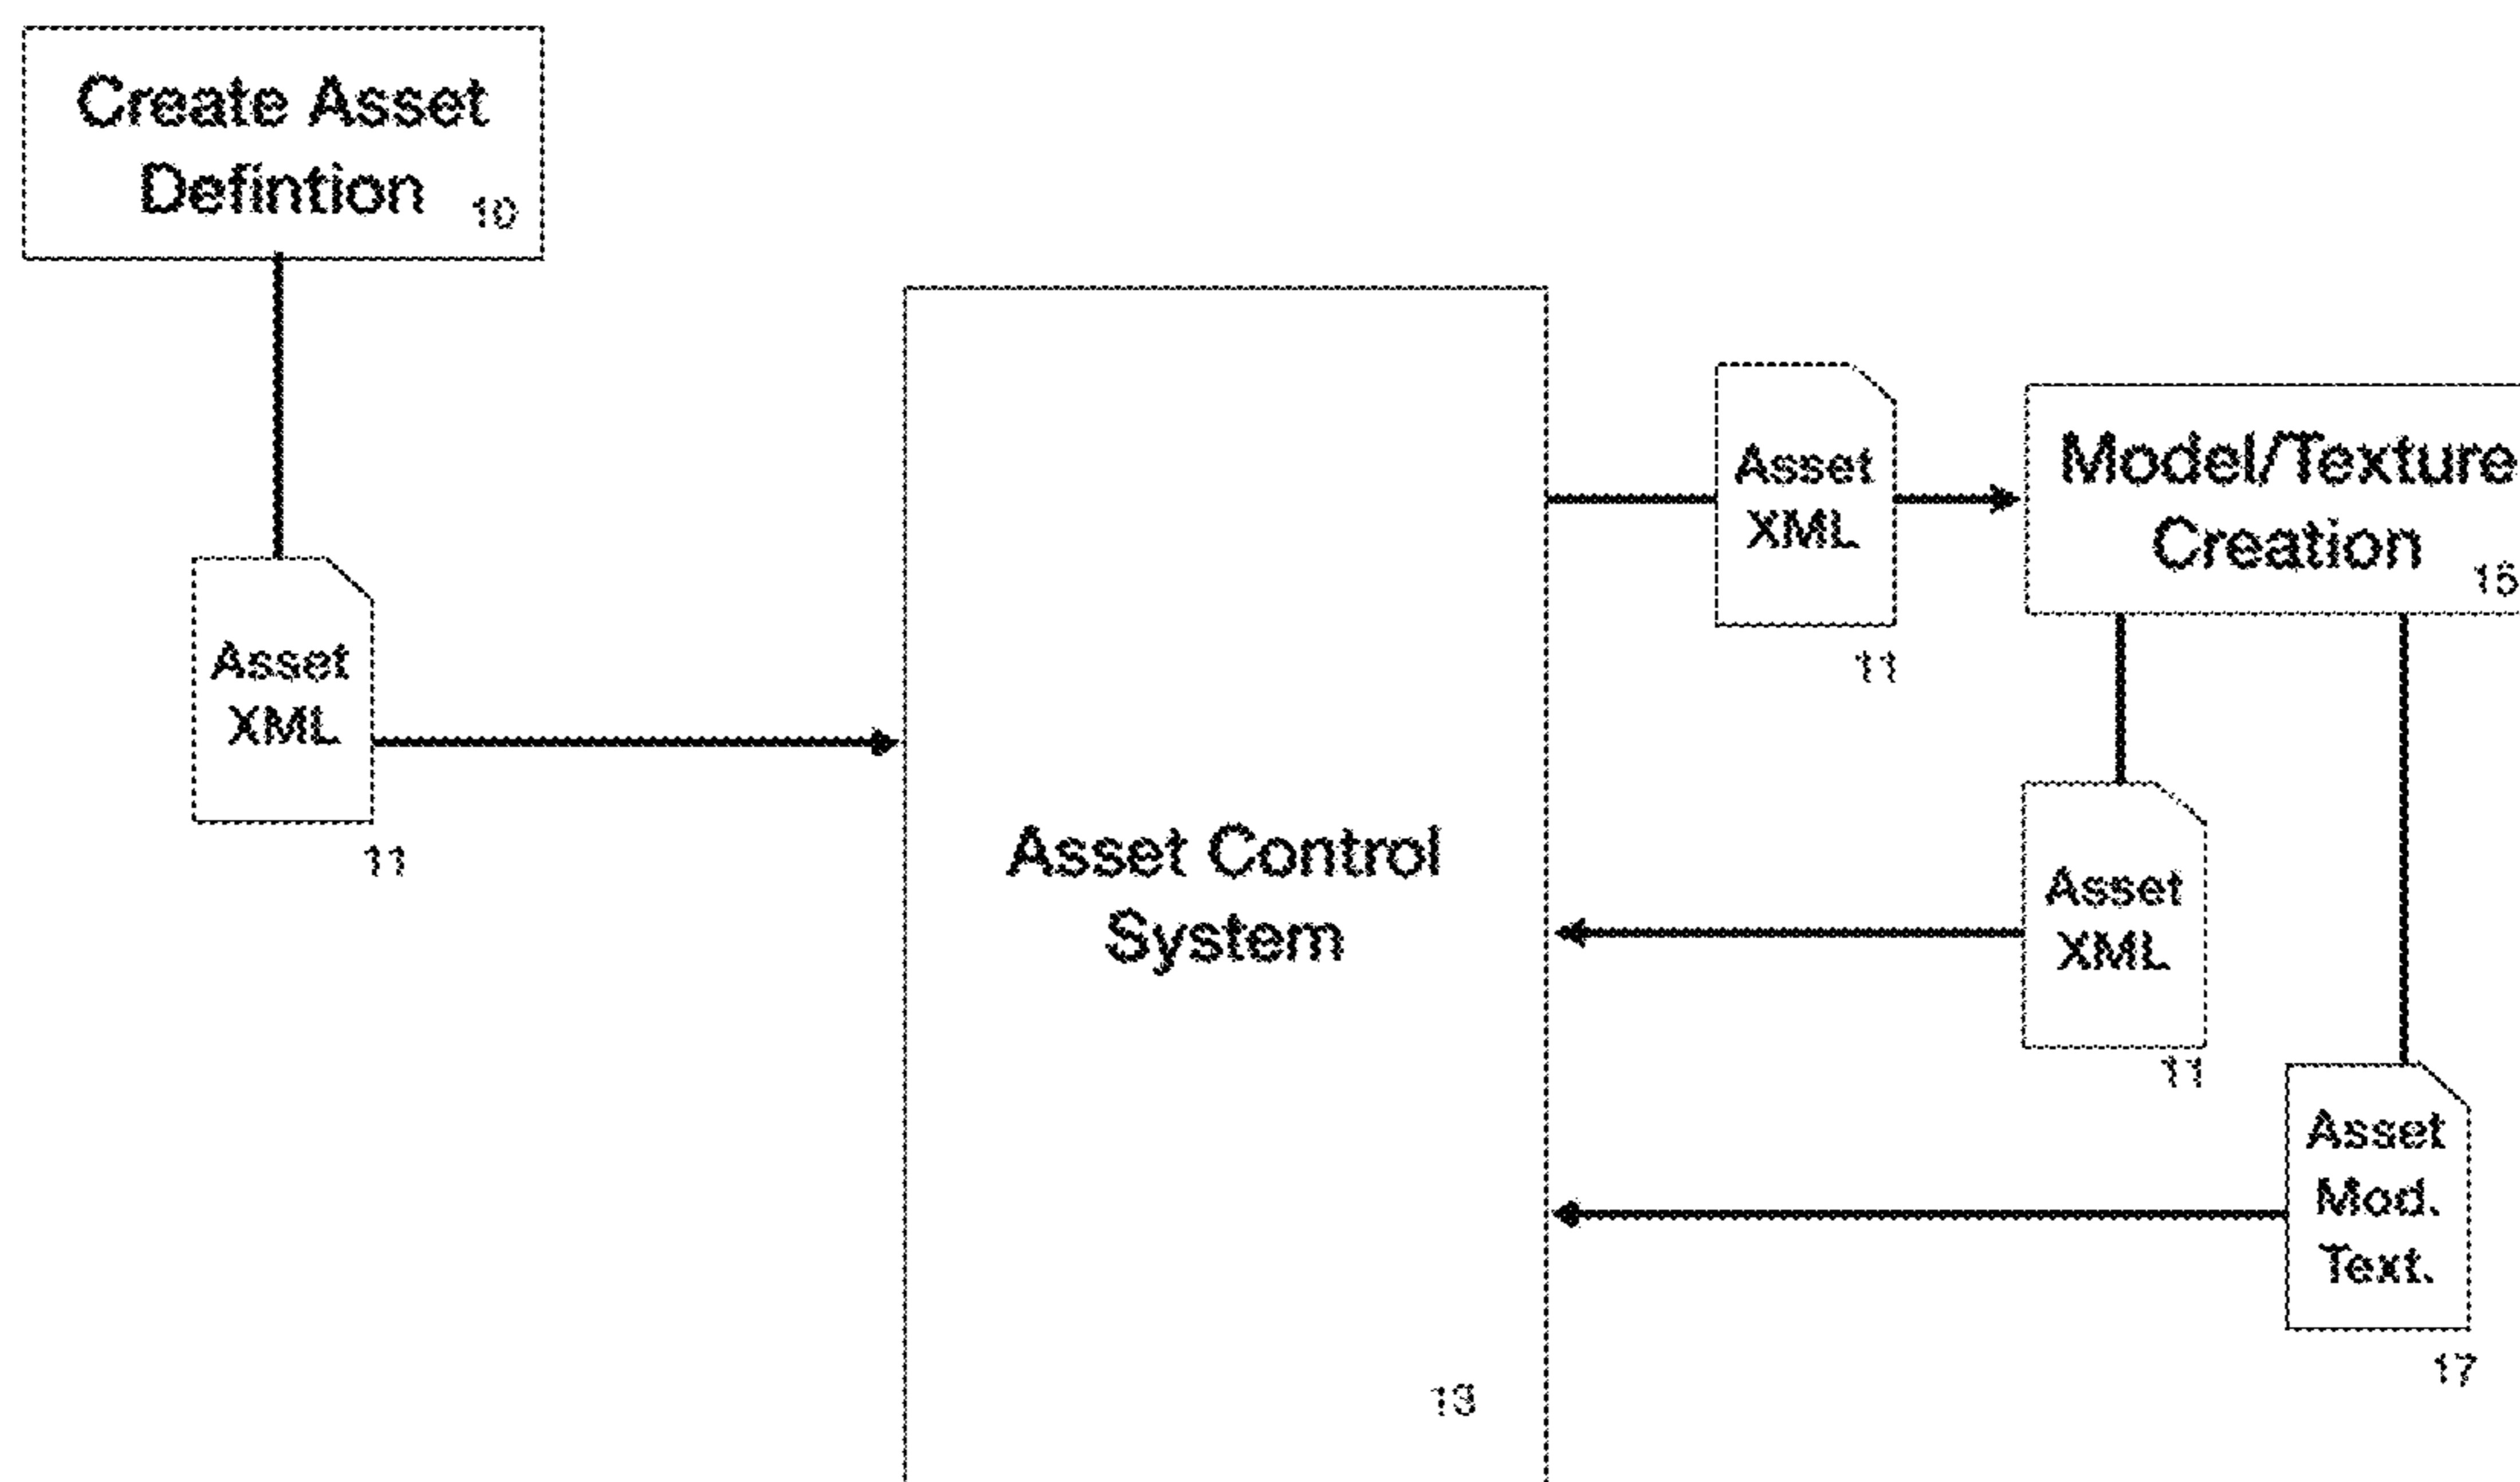 Create Asset
Defintion
10
Asset
XML
11
Asset Control
System
13
Asset
XML
11
Model/Texture
Creation
15
Asset
XML
11
Asset
Mod.
Text.
17